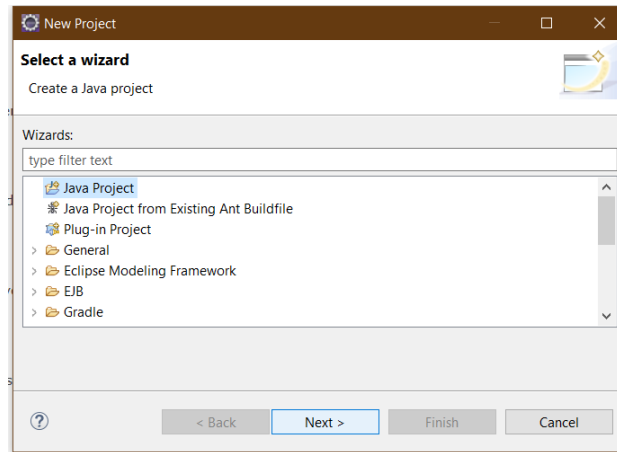 New Project
Select a wizard
Create a Java project
Wizards:
type filter text
Java Project
Java Project from Existing Ant Buildfile
Plug-in Project
General
Eclipse Modeling Framework
EJB
Gradle
< Back Next > Finish Cancel